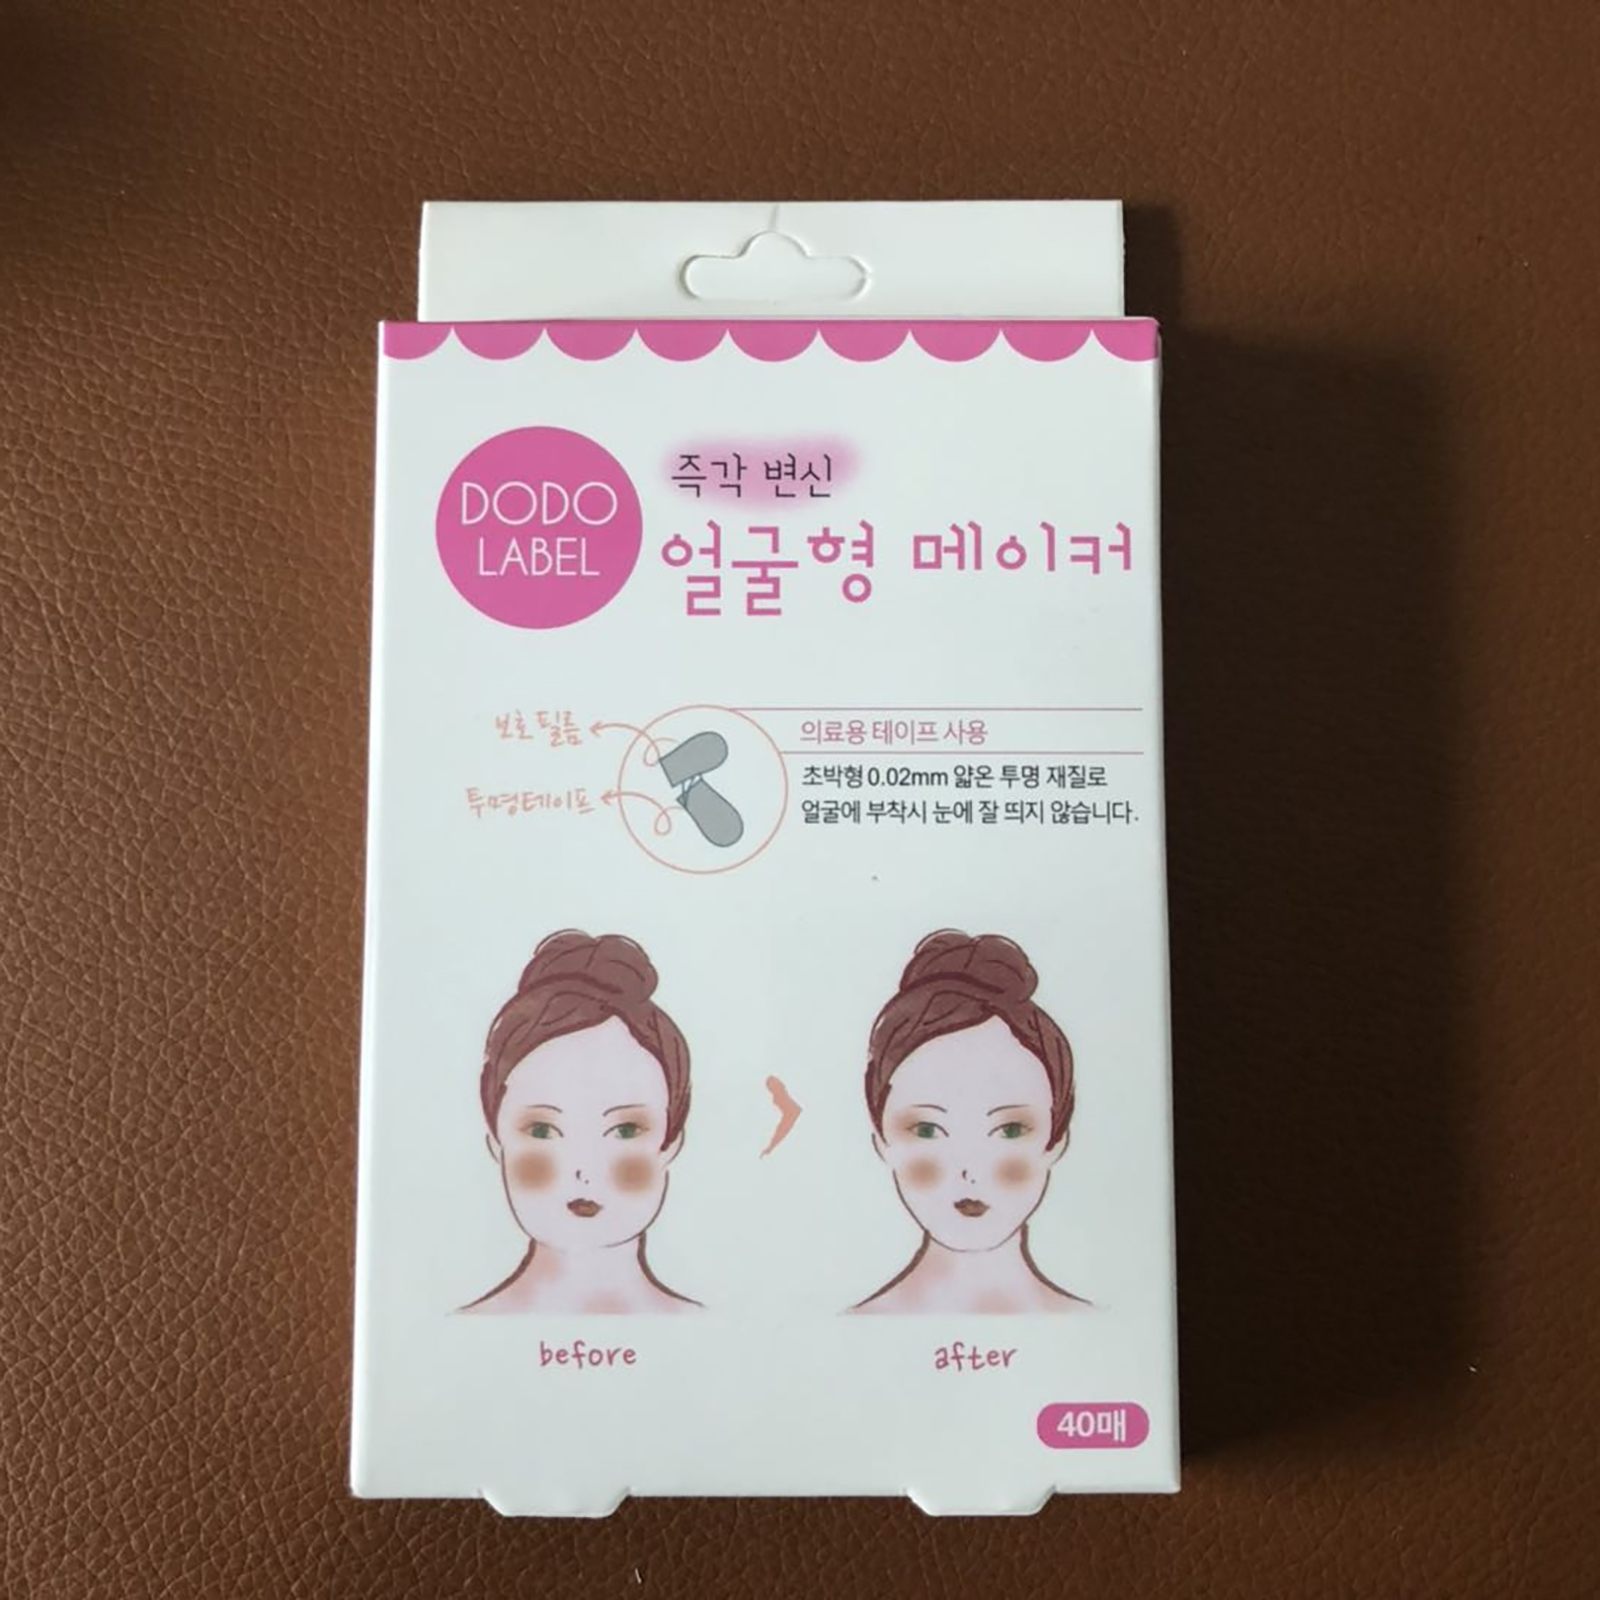 DODO
LABEL
즉각 변신
얼굴형 메이커
보호필름
투명테이프
의료용 테이프 사용
초박형 0.02mm 얇온 투명 재질로
얼굴에 부착시 눈에 잘 띄지 않습니다.
before
after
40매